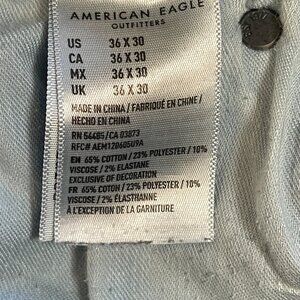 AMERICAN EAGLE
OUTFITTERS
US 36 X 30
CA 36 X 30
MX 36 X 30
UK 36 X 30
MADE IN CHINA / FABRIQUÉ EN CHINE /
HECHO EN CHINA
RN 54485/CA 03873
RFC# AEM120605U9A
EN 65% COTTON / 23% POLYESTER / 10%
VISCOSE / 2% ELASTANE
EXCLUSIVE OF DECORATION
FR 65% COTON / 23% POLYESTER / 10%
VISCOSE / 2% ÉLASTHANNE
À L'EXCEPTION DE LA GARNITURE